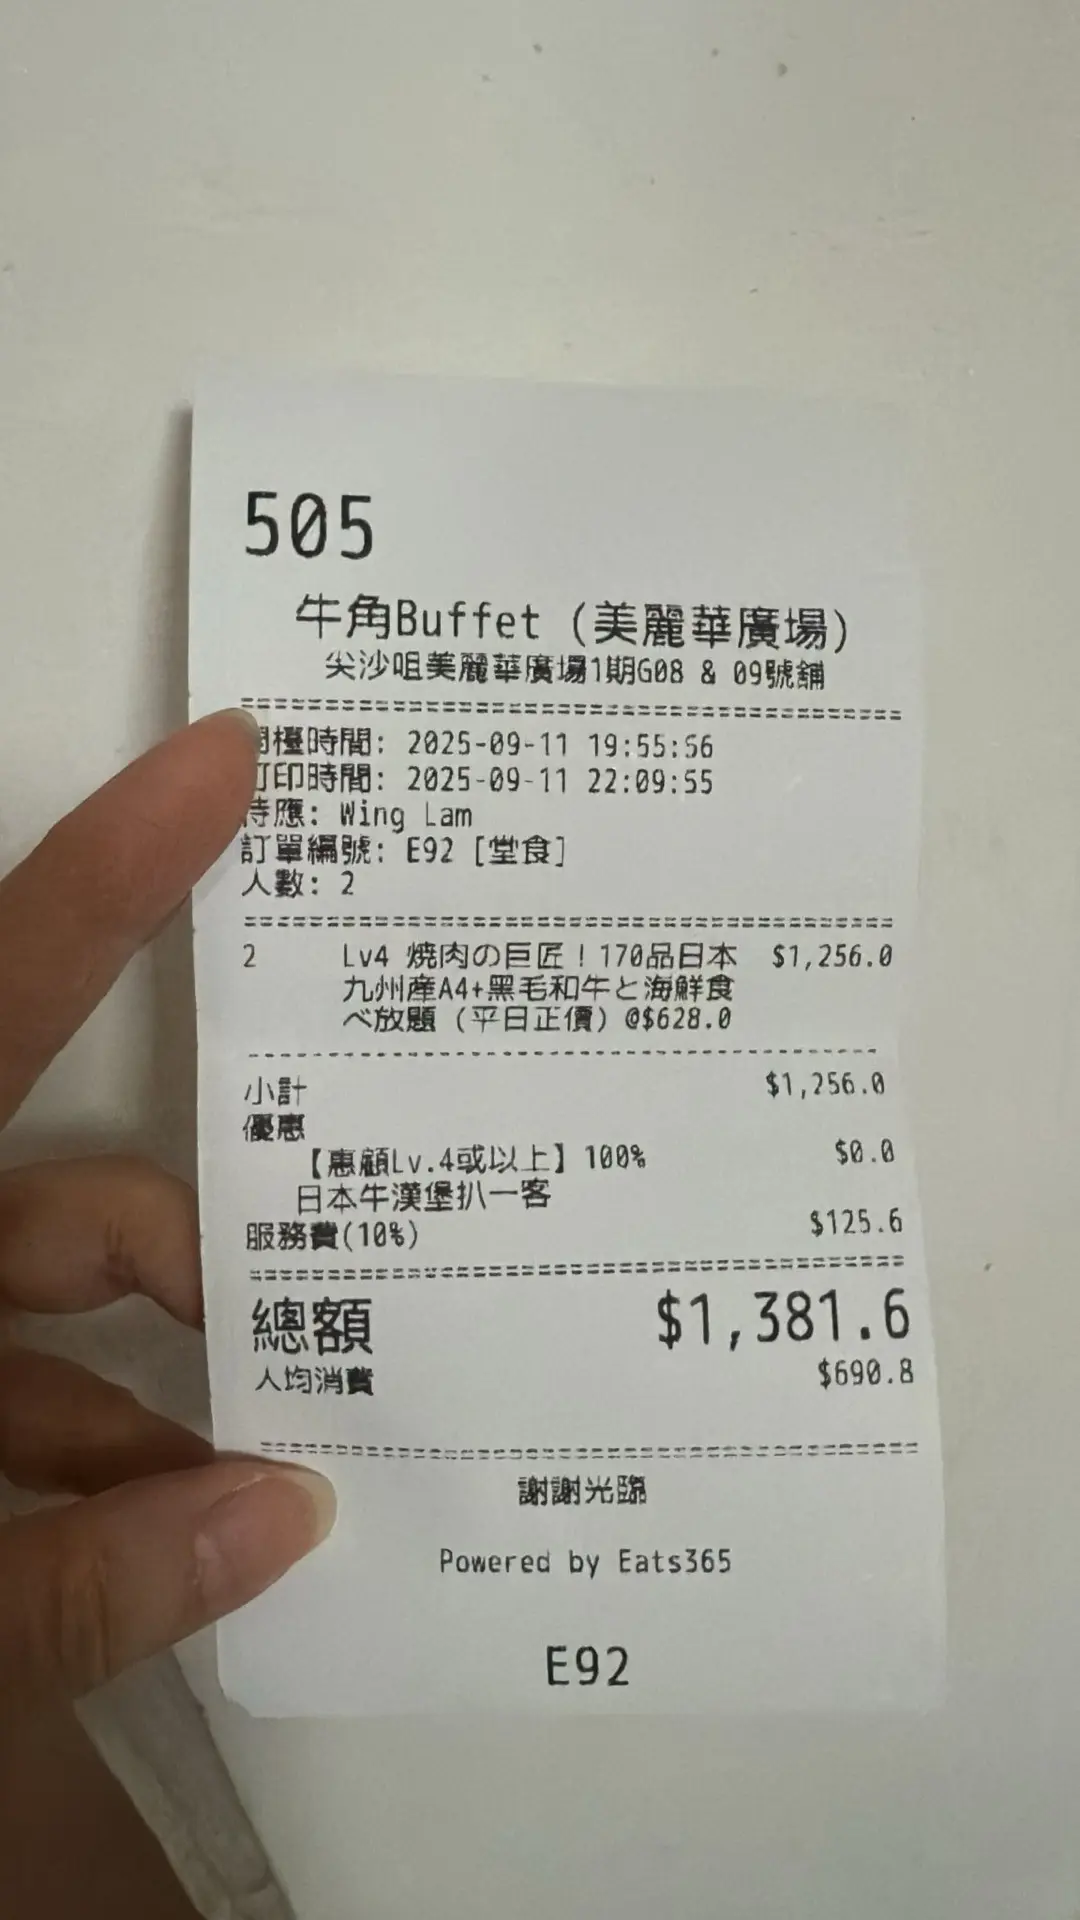 505
牛角Buffet (美麗華廣場)
尖沙咀美麗華廣場1期G08 & 09號舖
檯時間: 2025-09-11 19:55:56
印時間: 2025-09-11 22:09:55
待應: Wing Lam
訂單編號: E92 [堂食]
人數: 2
2 Lv4 焼肉の巨匠！170品日本 $1,256.0
九州産A4+黑毛和牛と海鮮食
べ放題 (平日正價) @$628.0
小計 $1,256.0
優惠
【惠顧Lv.4或以上】100% $0.0
日本牛漢堡扒一客
服務費(10%) $125.6
總額 $1,381.6
人均消費 $690.8
謝謝光臨
Powered by Eats365
E92